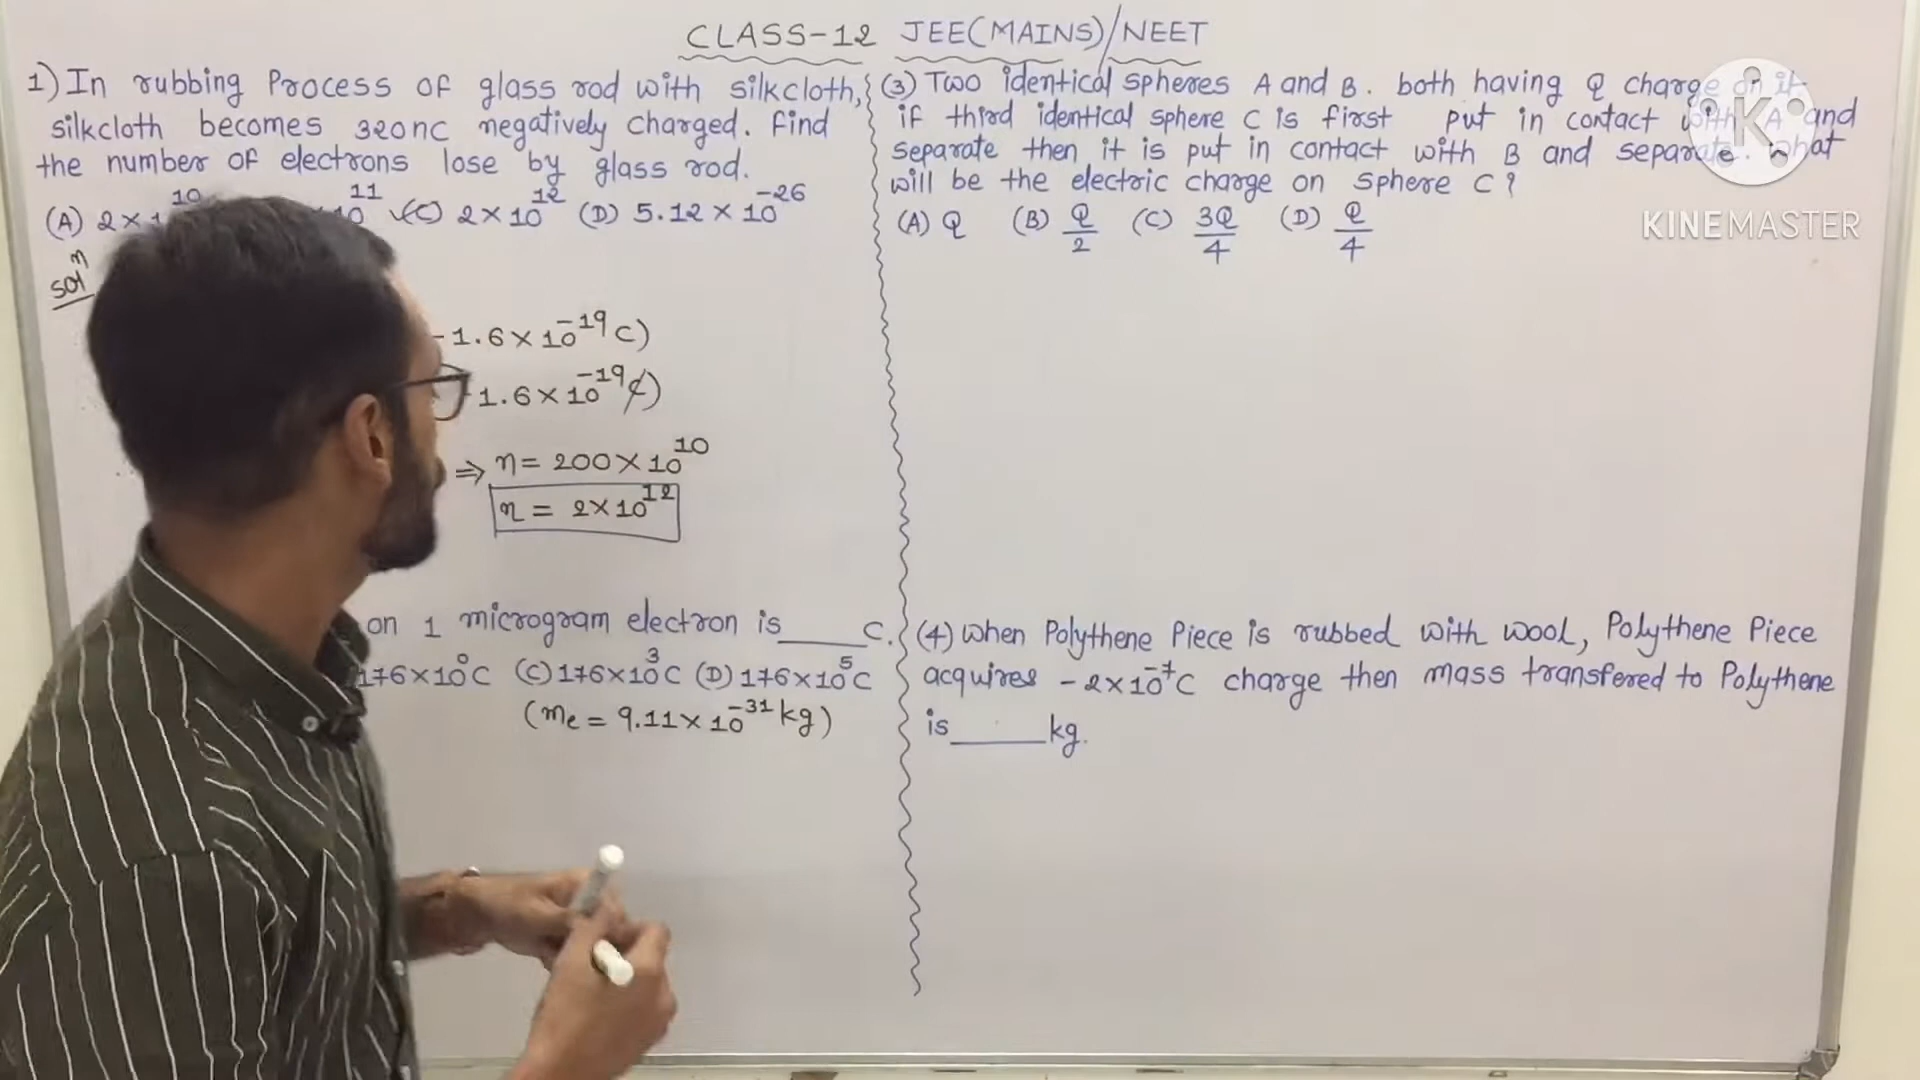 CLASS-12 JEE(MAINS)/NEET
1) In rubbing Process of glass rod with silkcloth,
silkcloth becomes 320nc negatively charged. Find
the number of electrons lose by glass rod.
(A) 2×1 10 10^11 (C) 2×10^12 (D) 5.12×10^-26
Sol^n
-1.6×10^-19 C)
1.6×10^-19 C)
⇒ n= 200×10^10
n = 2×10^12
on 1 microgram electron is____C.
176×10^0 C (C) 176×10^3 C (D) 176×10^5 C
(me = 9.11×10^-31 kg)
(3) Two identical spheres A and B. both having Q charge on it
if third identical sphere C is first put in contact with A and
separate then it is put in contact with B and separate. what
will be the electric charge on sphere C?
(A) Q (B) Q/2 (C) 3Q/4 (D) Q/4
(4) when Polythene Piece is rubbed with wool, Polythene Piece
acquires -2×10^-7 C charge then mass transfered to Polythene
is____kg.
K
KINEMASTER